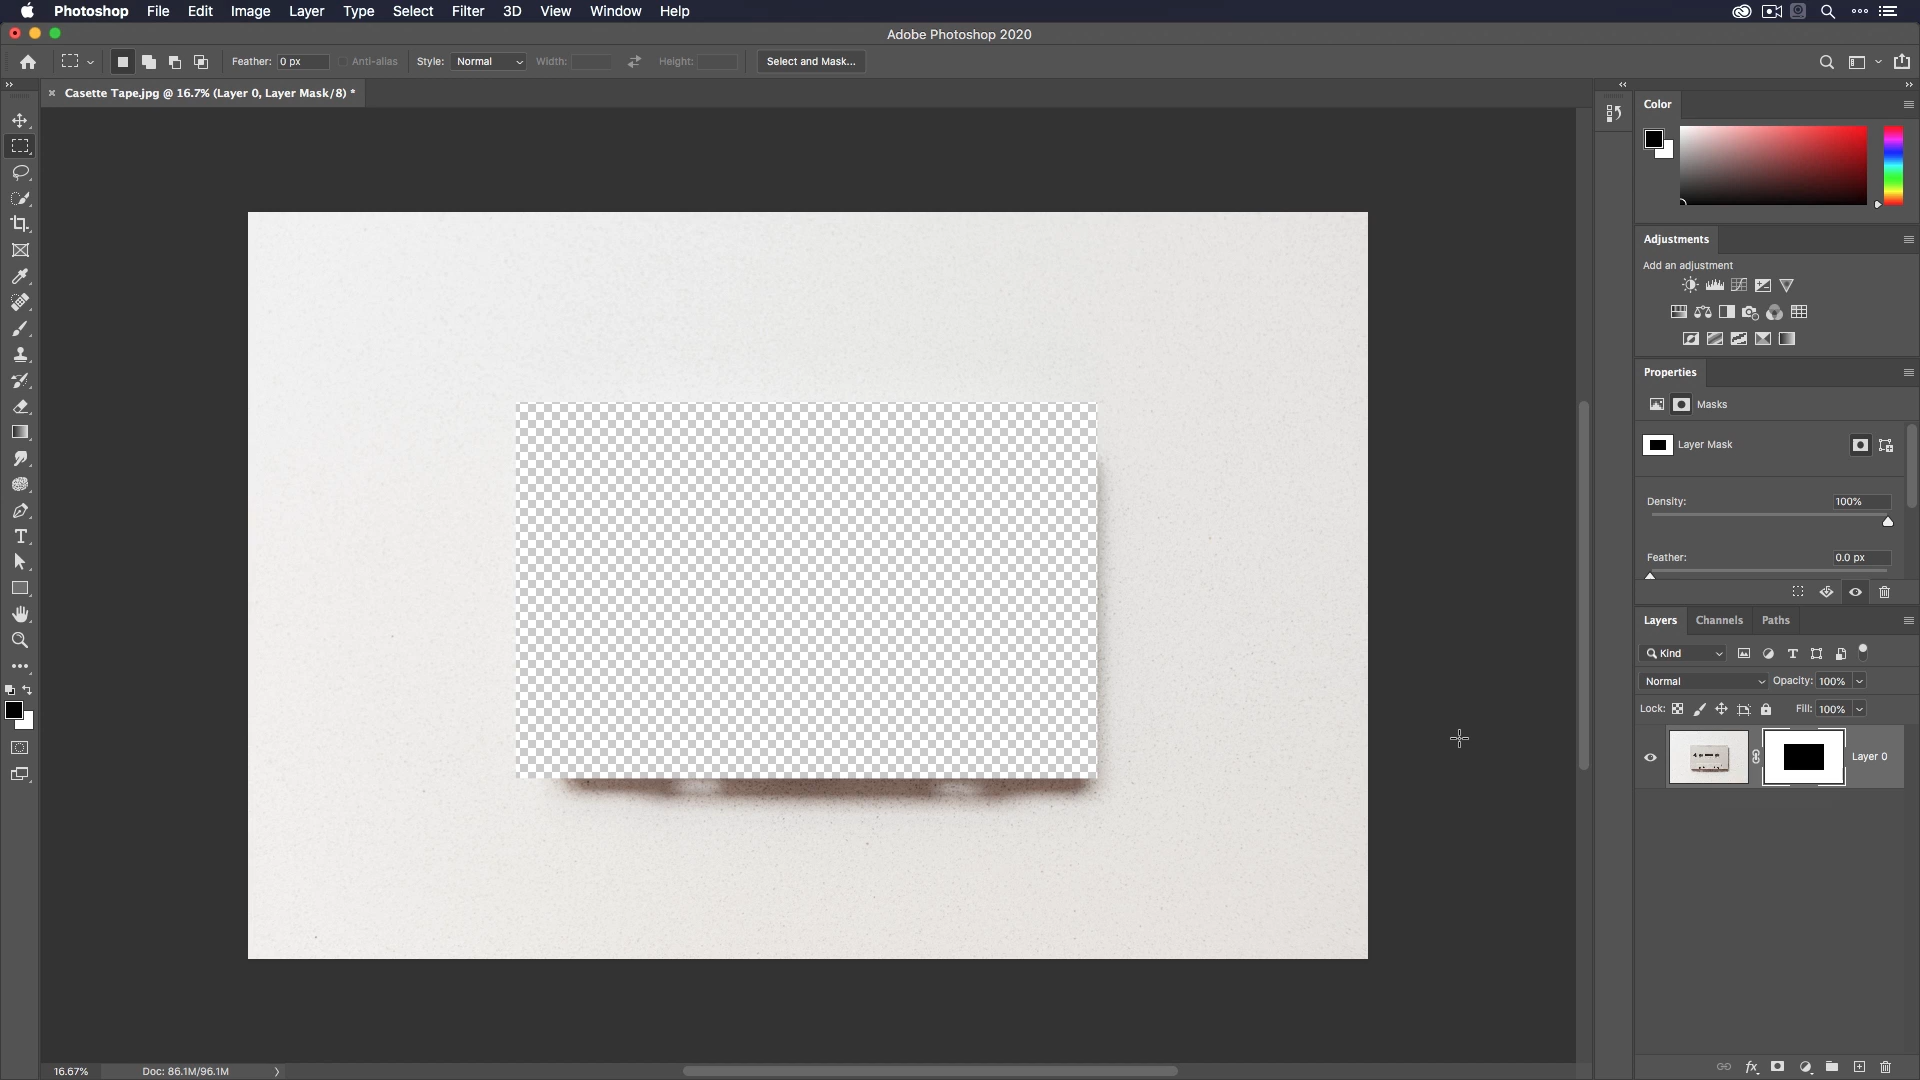 Photoshop File Edit Image Layer Type Select Filter 3D View Window Help
Adobe Photoshop 2020
Feather: 0 px Anti-alias Style: Normal Width: Height: Select and Mask...
Casette Tape.jpg @ 16.7% (Layer 0, Layer Mask/8) *
Color
Adjustments
Add an adjustment
Properties
Masks
Layer Mask
Density: 100%
Feather: 0.0 px
Layers Channels Paths
Kind
Normal Opacity: 100%
Lock: Fill: 100%
Layer 0
16.67% Doc: 86.1M/96.1M